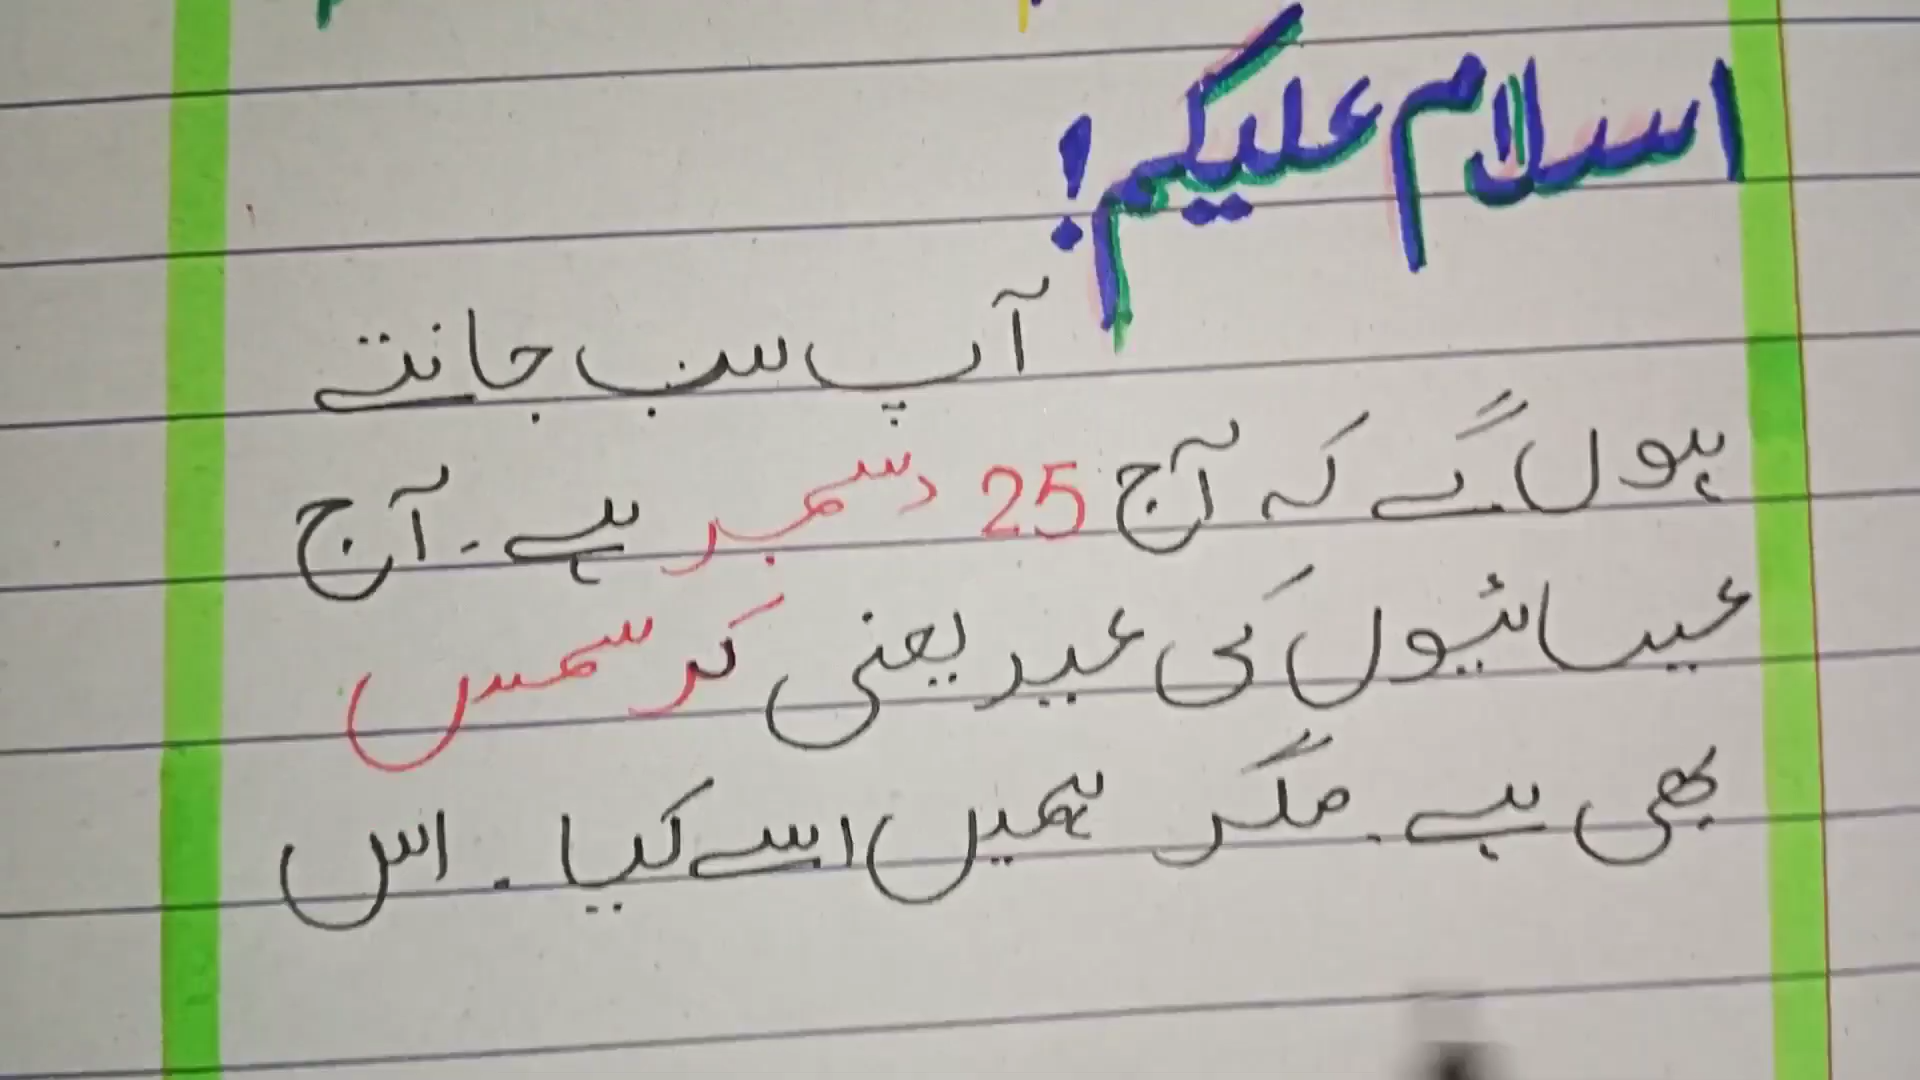 اسلام علیکم!
آپ سب جانتے
ہوں گے کہ آج 25 دسمبر ہے۔ آج
عیسائیوں کی عید یعنی کرسمس
بھی ہے۔ مگر ہمیں اسے کیا۔ اس